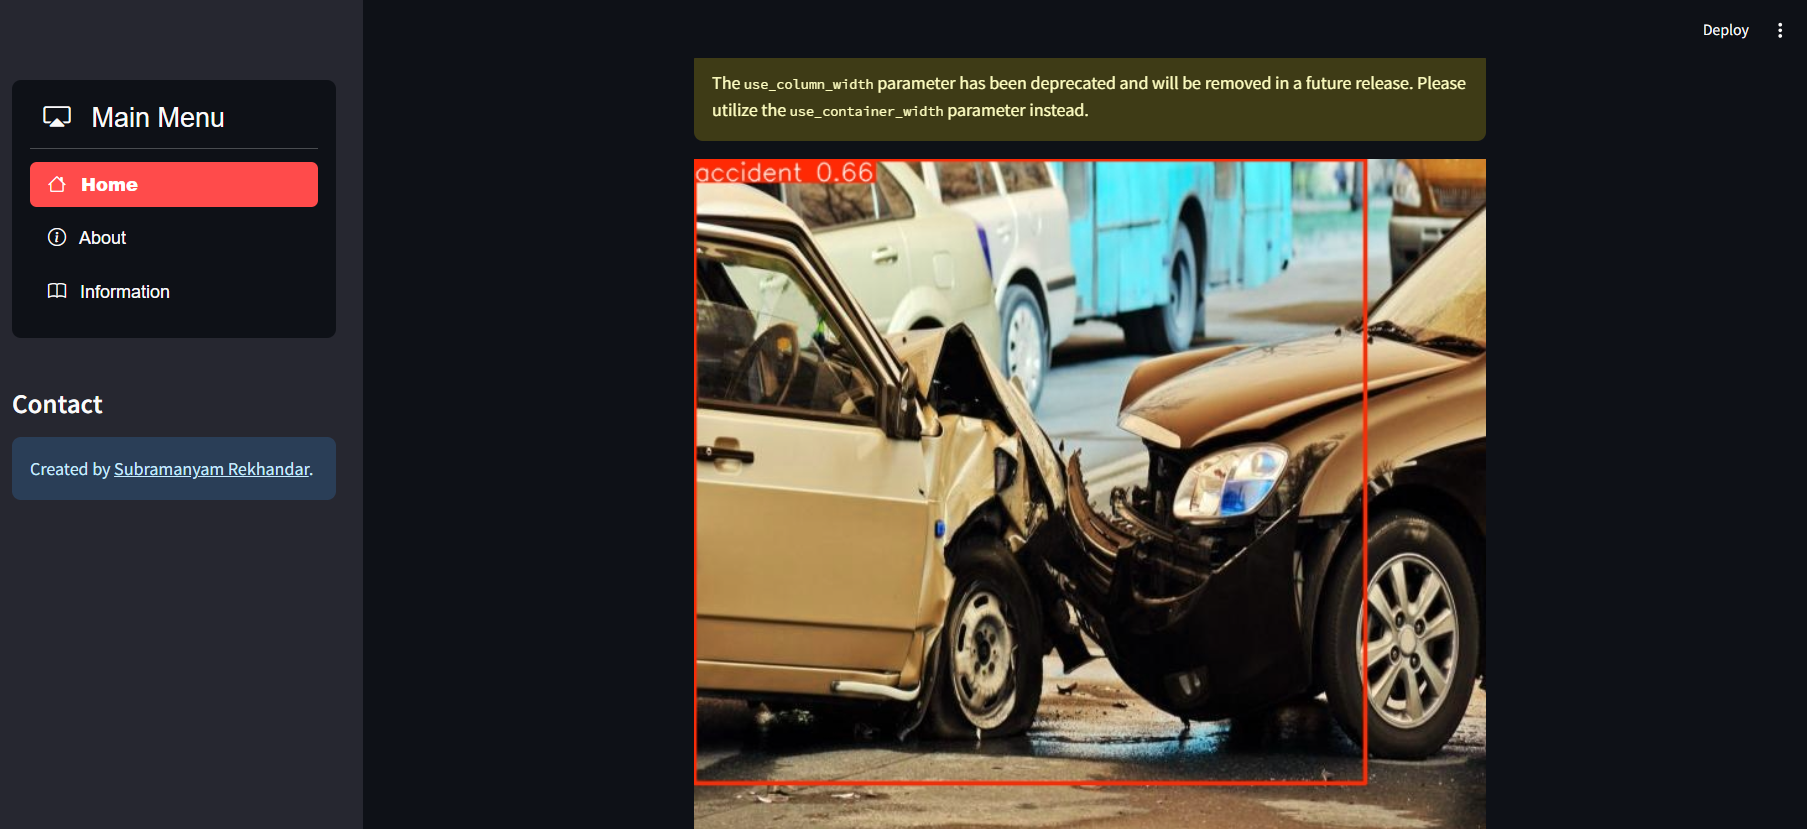 Deploy
Main Menu
Home
About
Information
Contact
Created by Subramanyam Rekhandar.
The use_column_width parameter has been deprecated and will be removed in a future release. Please
utilize the use_container_width parameter instead.
accident 0.66